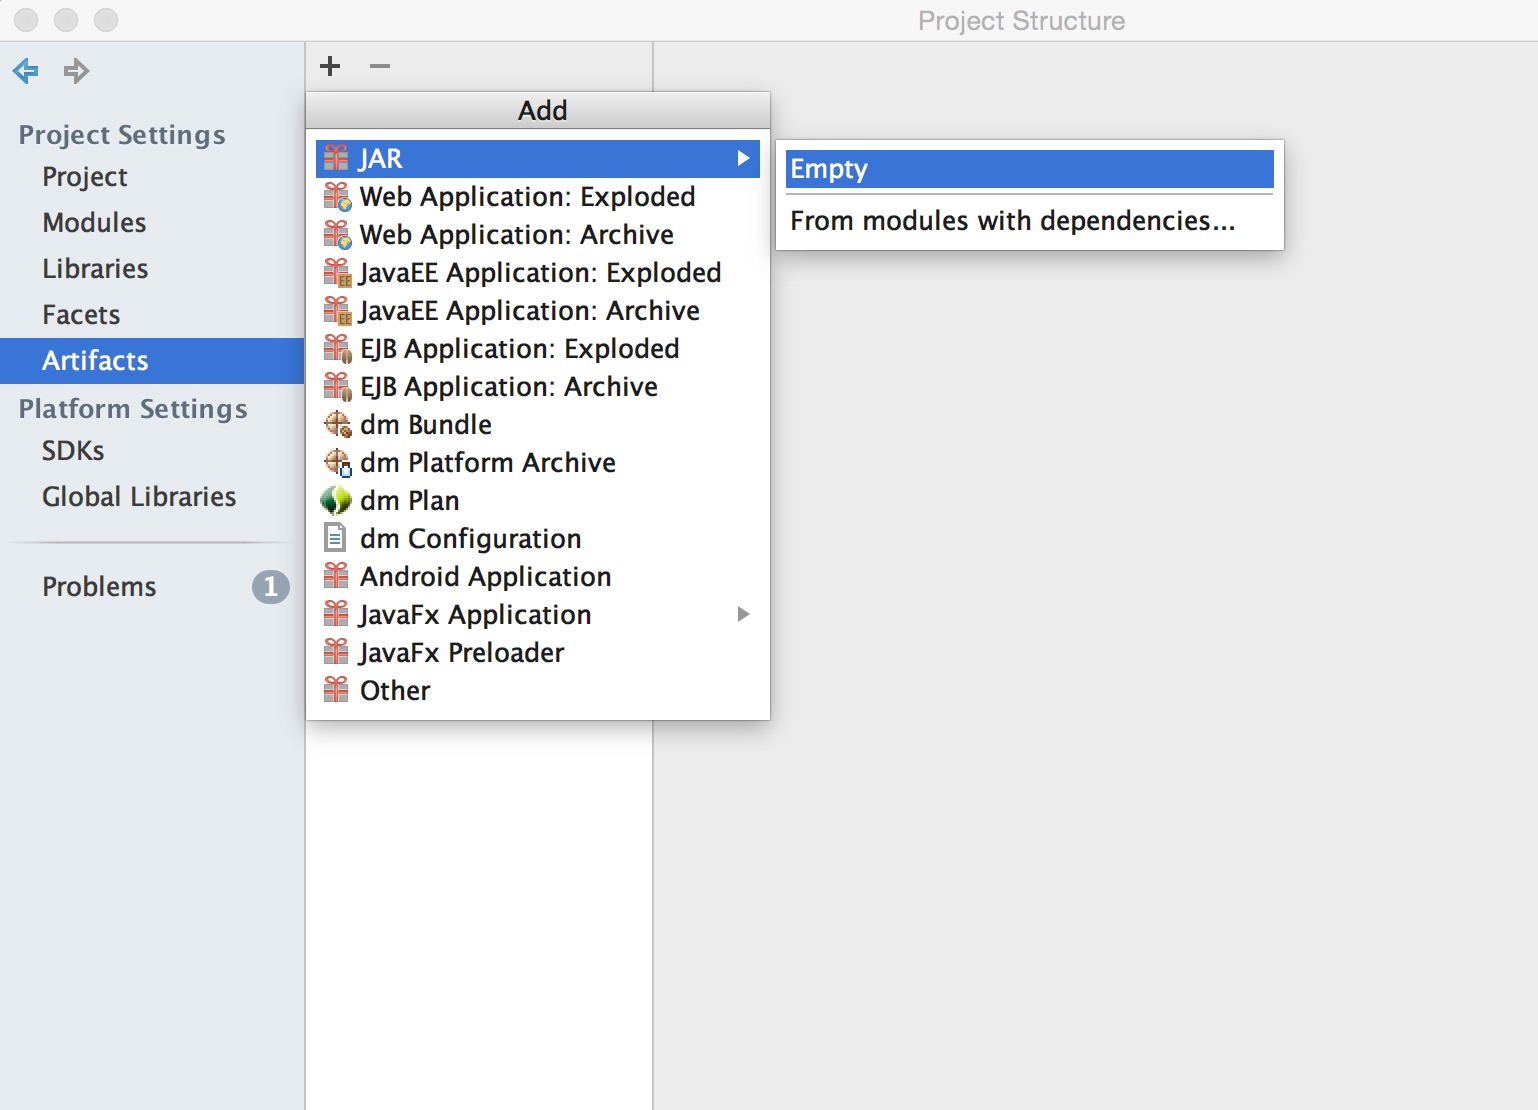 Project Structure
Project Settings
Project
Modules
Libraries
Facets
Artifacts
Platform Settings
SDKs
Global Libraries
Problems 1
Add
JAR
Web Application: Exploded
Web Application: Archive
JavaEE Application: Exploded
JavaEE Application: Archive
EJB Application: Exploded
EJB Application: Archive
dm Bundle
dm Platform Archive
dm Plan
dm Configuration
Android Application
JavaFx Application
JavaFx Preloader
Other
Empty
From modules with dependencies...